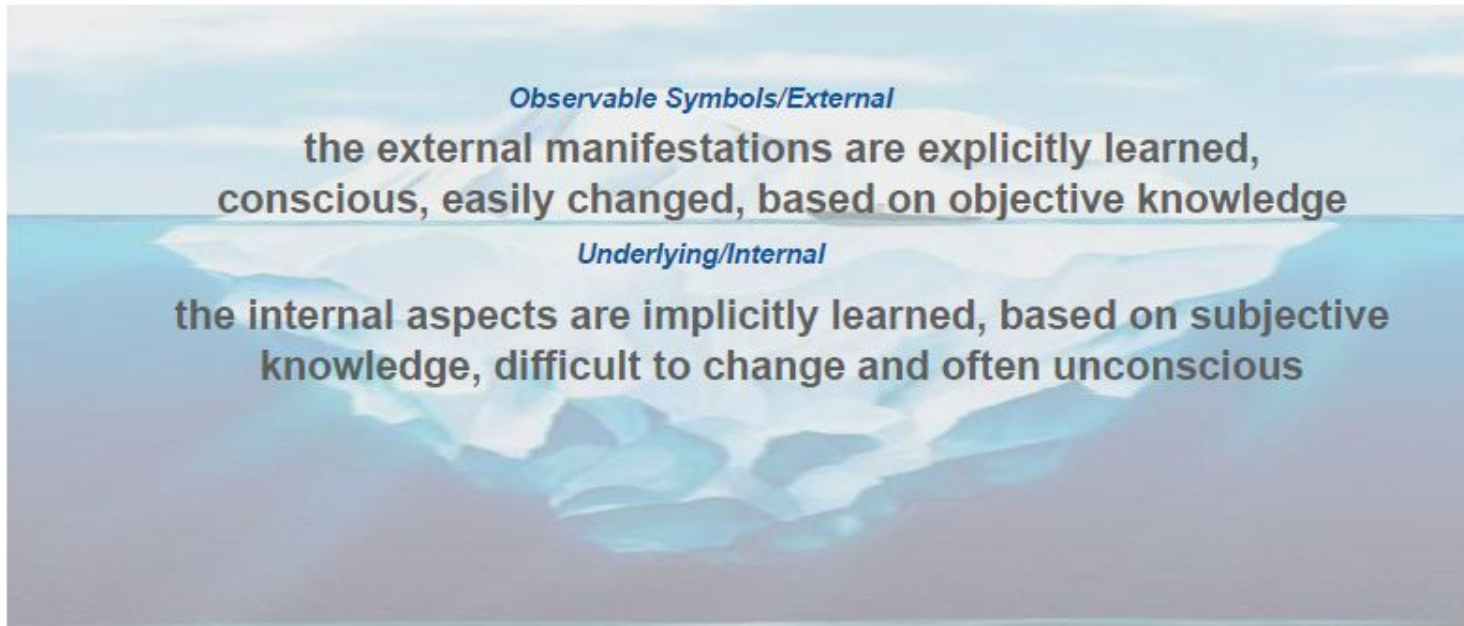 Observable Symbols/External
the external manifestations are explicitly learned,
conscious, easily changed, based on objective knowledge
Underlying/Internal
the internal aspects are implicitly learned, based on subjective
knowledge, difficult to change and often unconscious